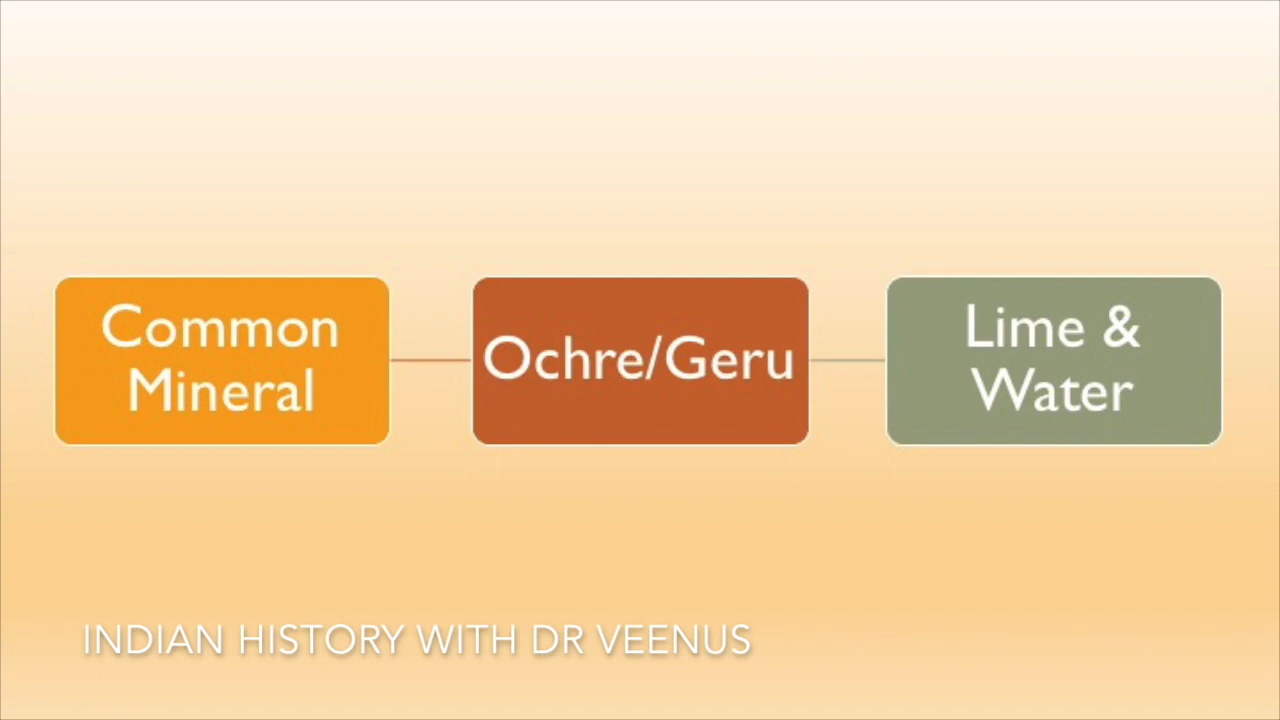 Common
Mineral
Ochre/Geru
Lime &
Water
INDIAN HISTORY WITH DR VEENUS